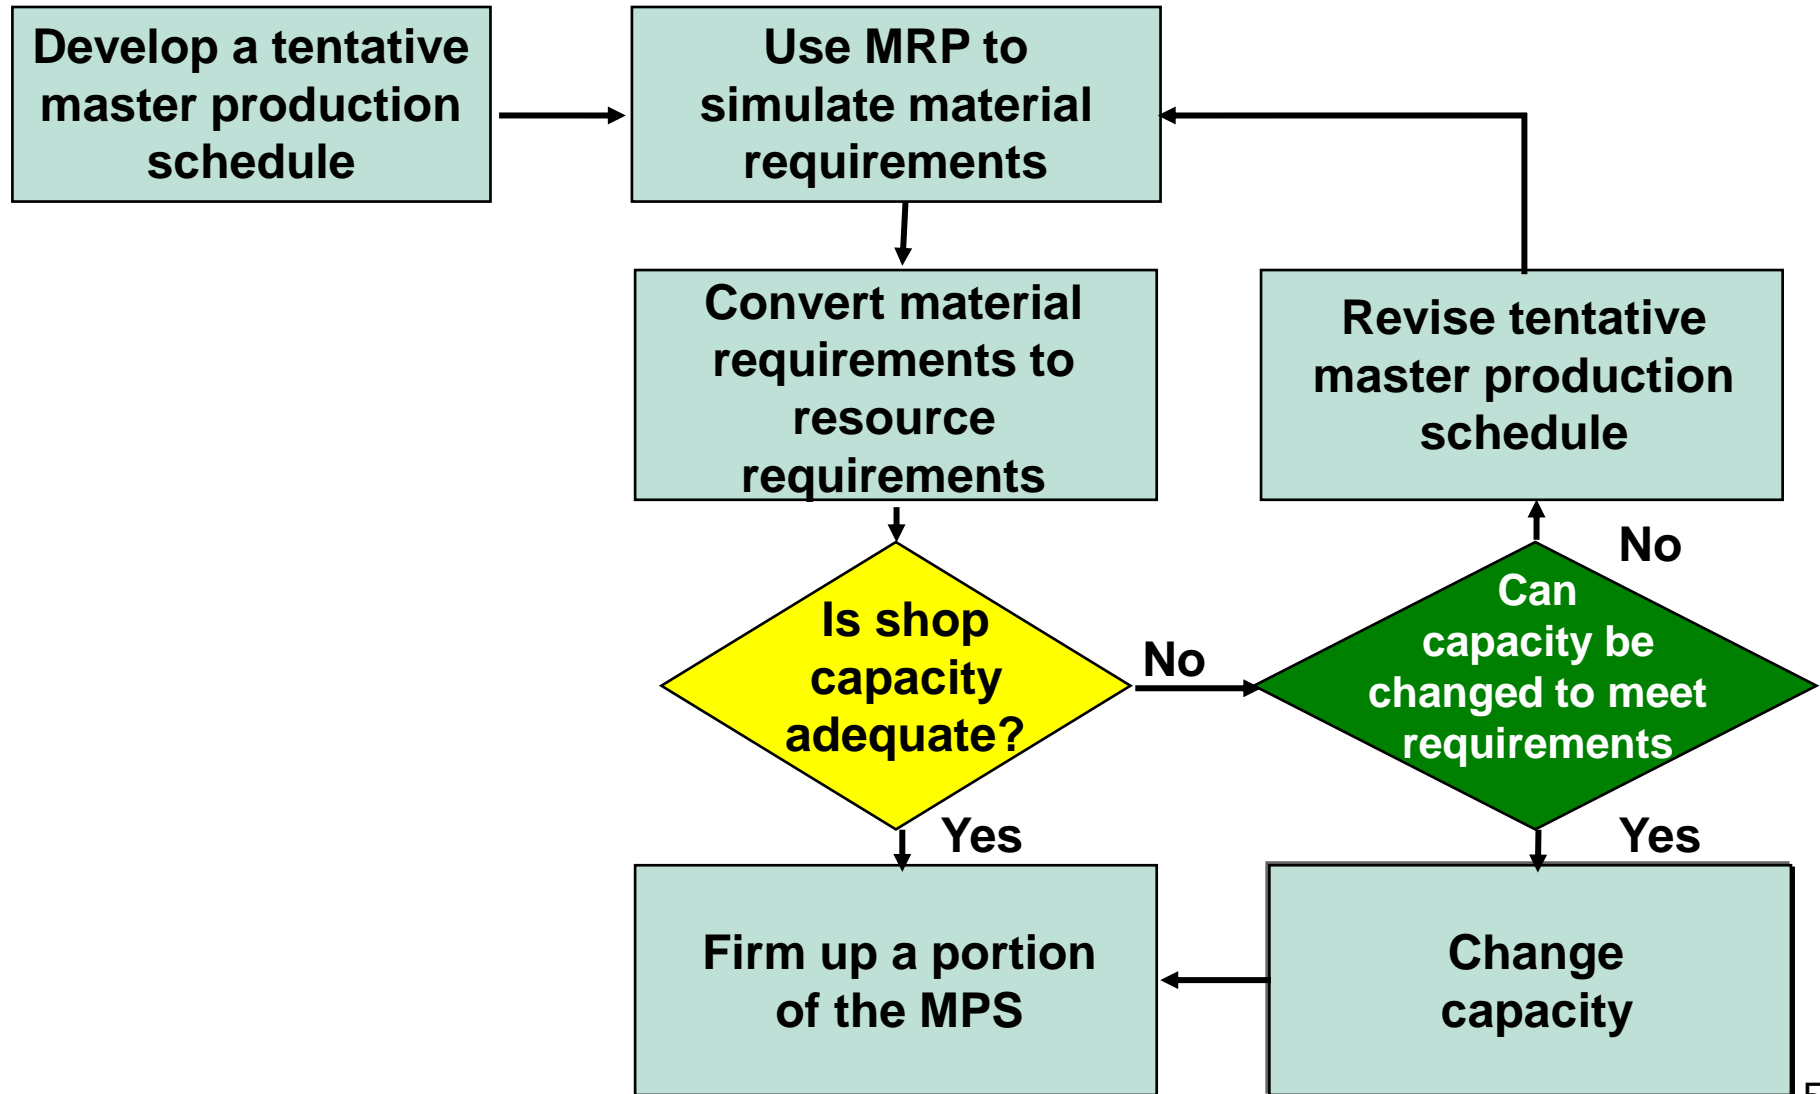 Develop a tentative
master production
schedule
Use MRP to
simulate material
requirements
Convert material
requirements to
resource
requirements
Revise tentative
master production
schedule
No
Is shop
capacity
adequate?
No
Can
capacity be
changed to meet
requirements
Yes
Yes
Firm up a portion
of the MPS
Change
capacity